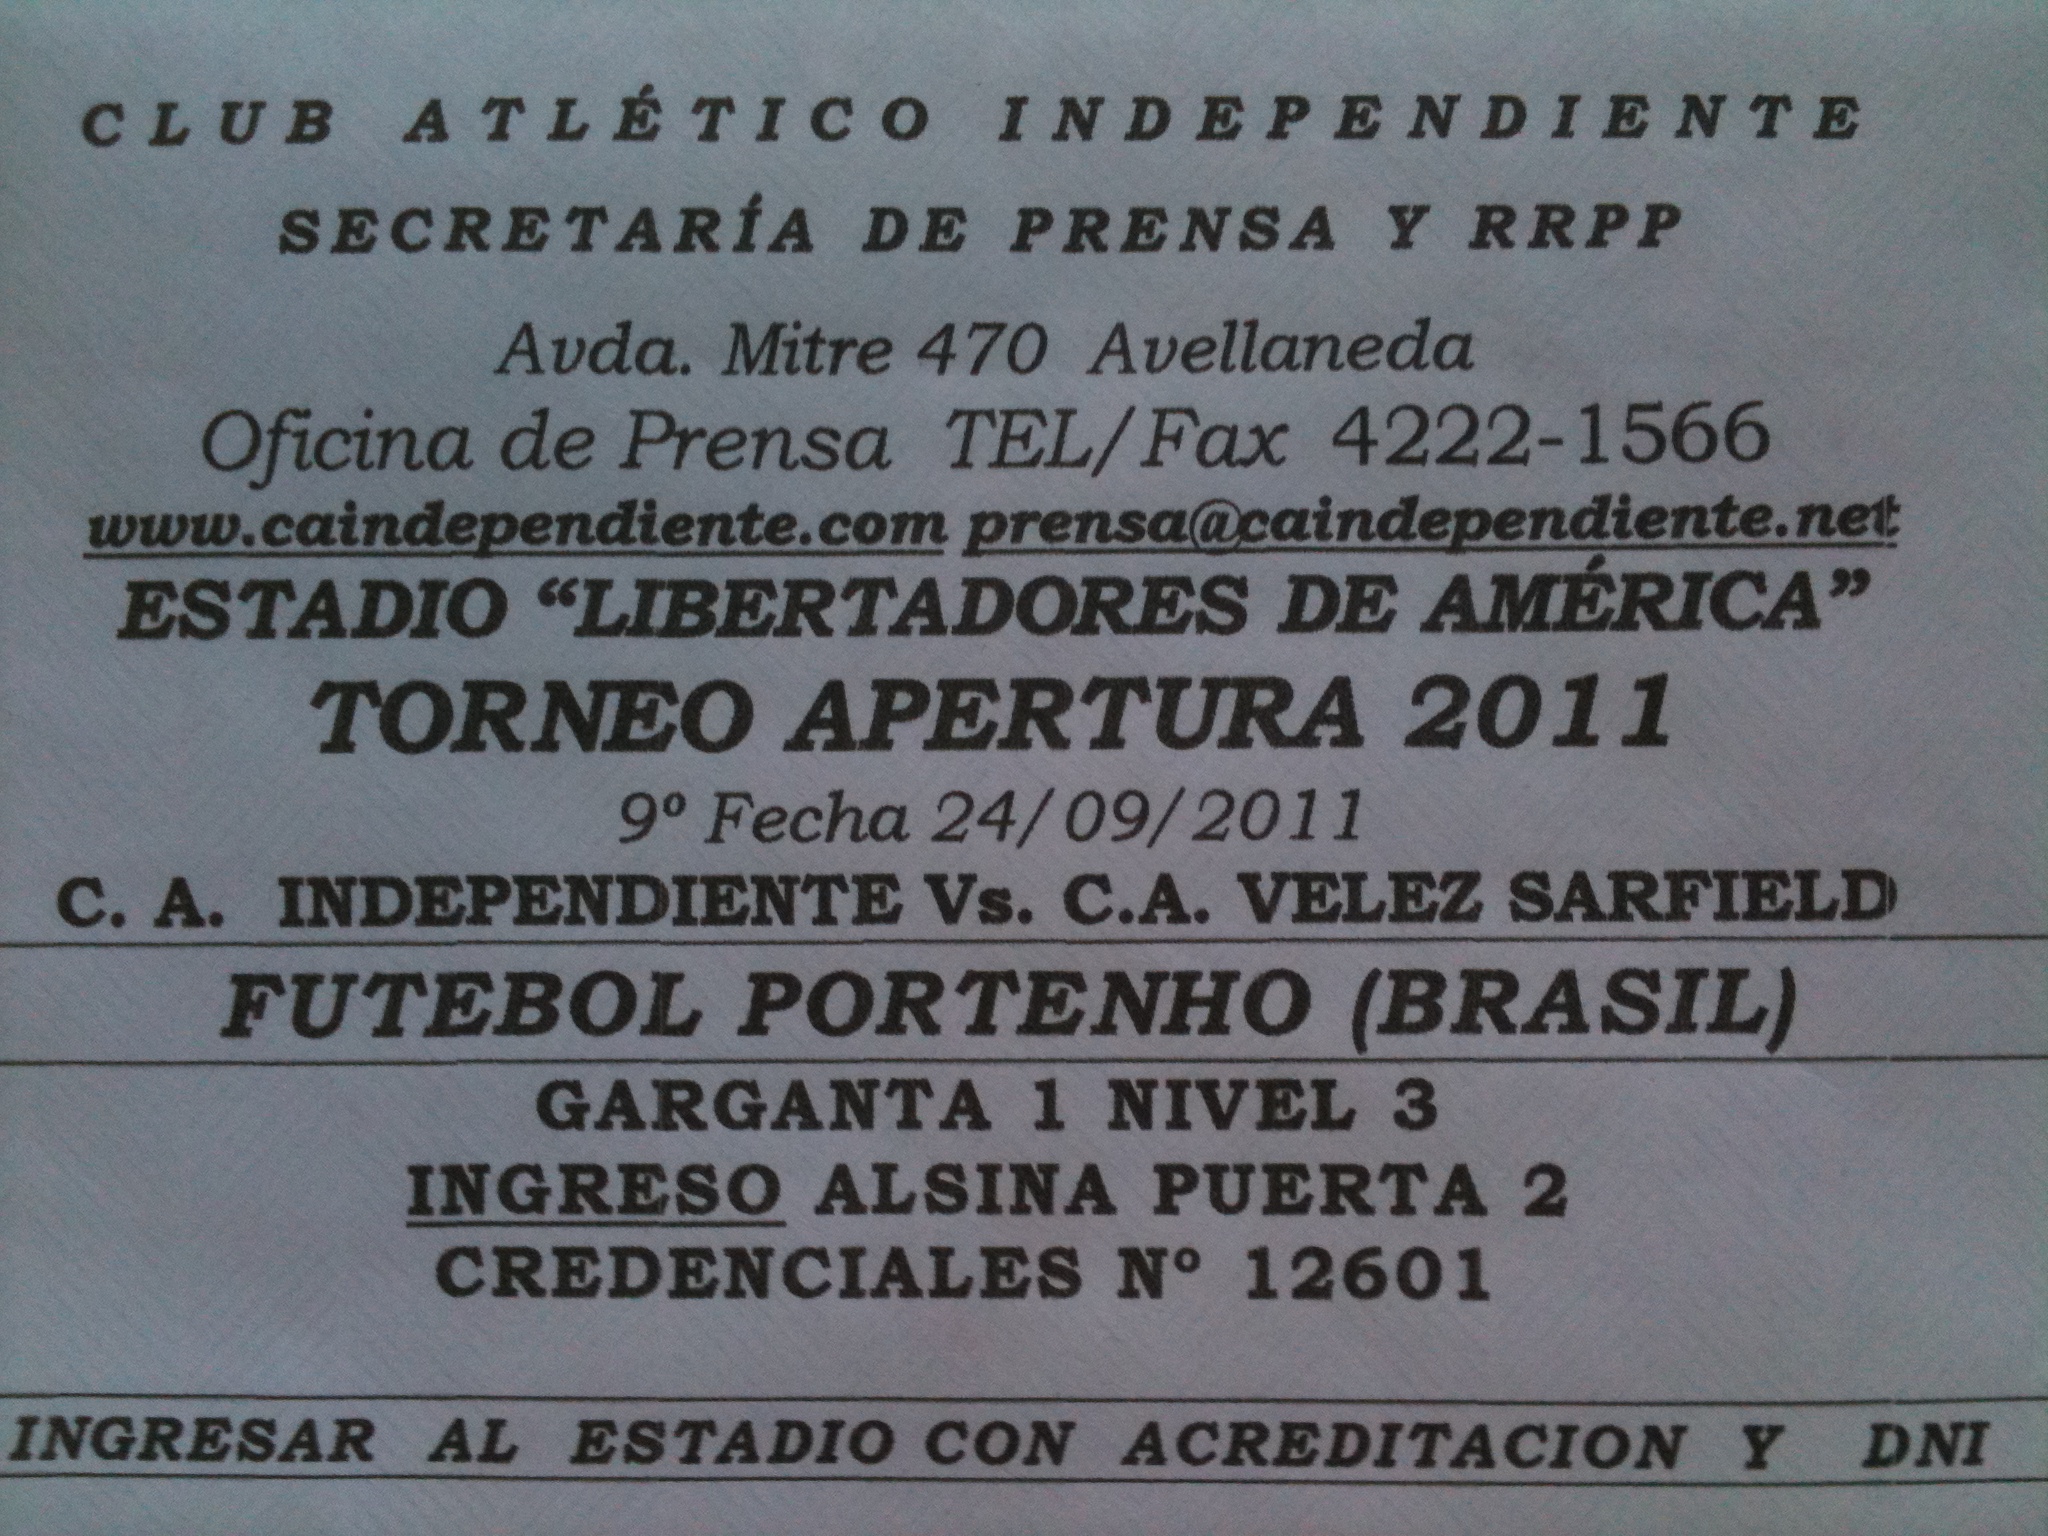 CLUB ATLÉTICO INDEPENDIENTE
SECRETARÍA DE PRENSA Y RRPP
Avda. Mitre 470 Avellaneda
Oficina de Prensa TEL/Fax 4222-1566
www.caindependiente.com prensa@caindependiente.net
ESTADIO “LIBERTADORES DE AMÉRICA”
TORNEO APERTURA 2011
9º Fecha 24/09/2011
C. A. INDEPENDIENTE Vs. C.A. VELEZ SARFIELD
FUTEBOL PORTENHO (BRASIL)
GARGANTA 1 NIVEL 3
INGRESO ALSINA PUERTA 2
CREDENCIALES Nº 12601
INGRESAR AL ESTADIO CON ACREDITACION Y DNI